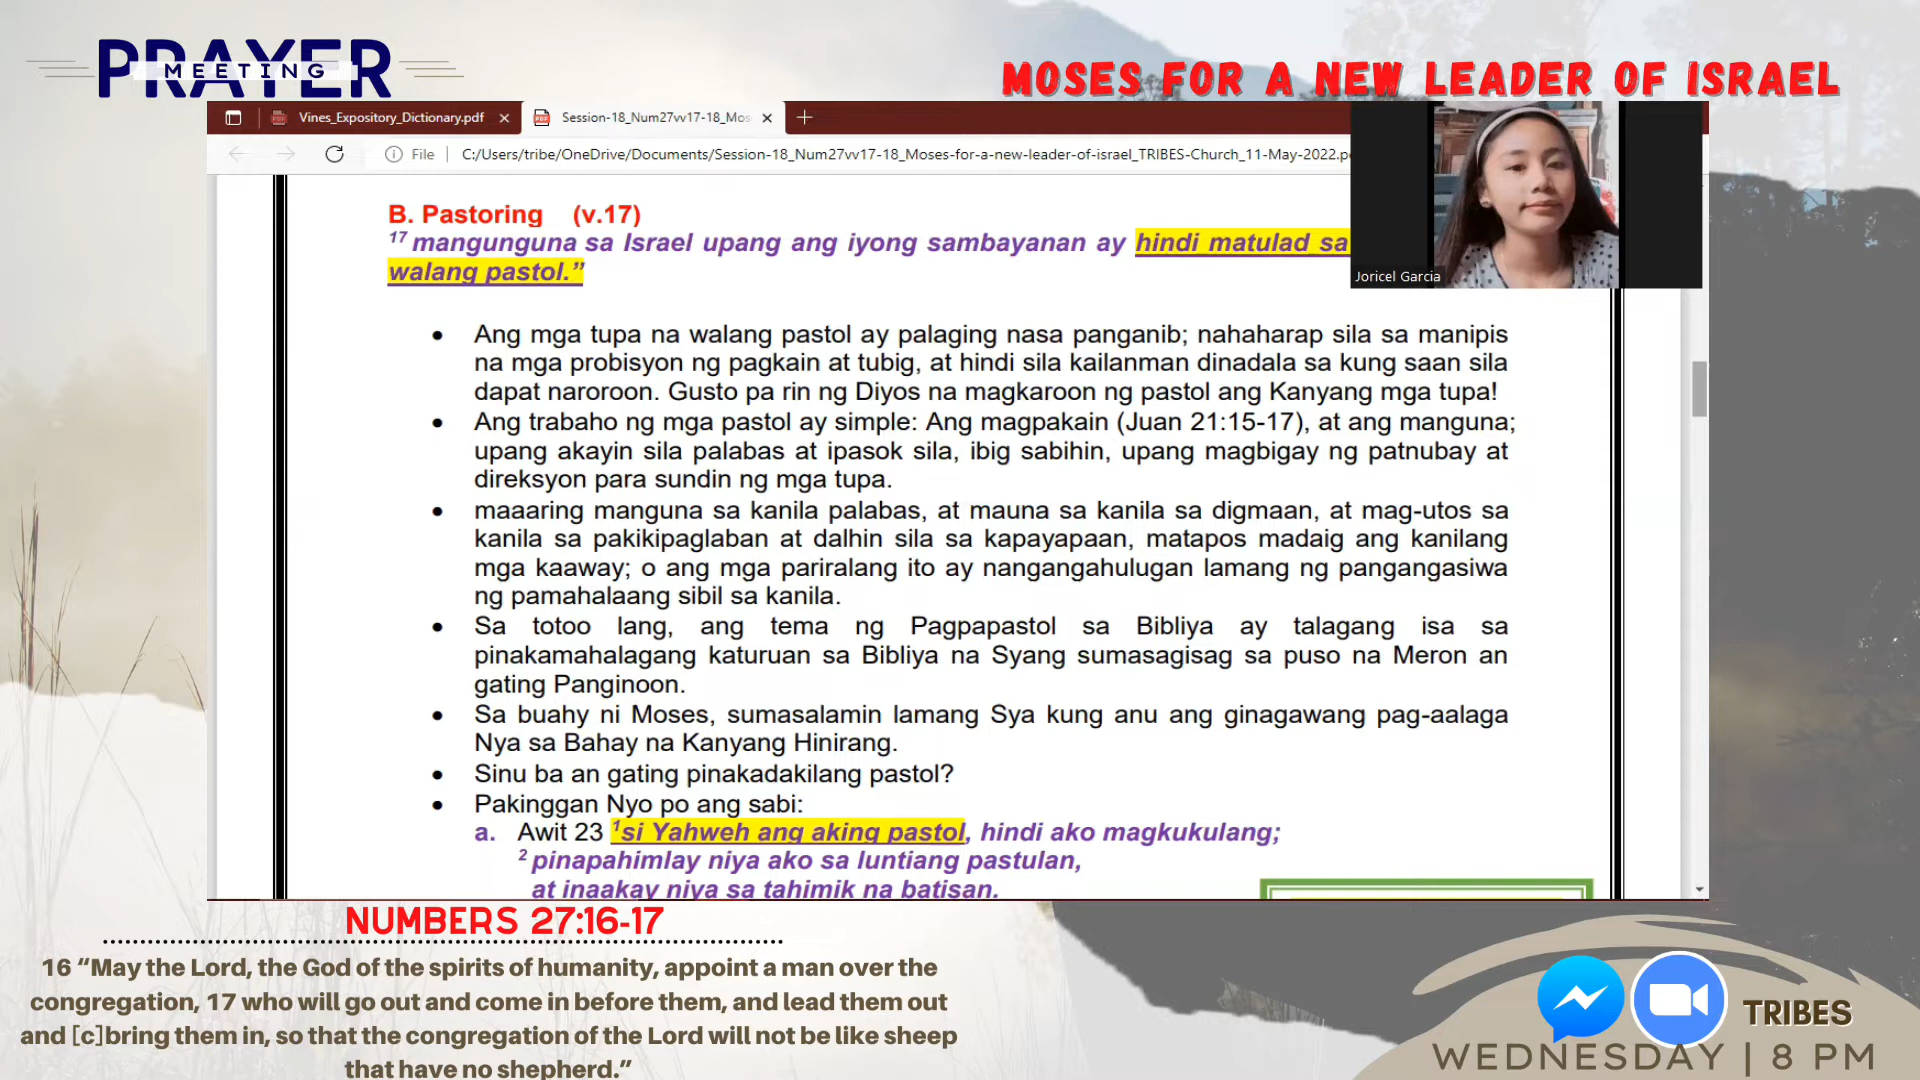 PRAYER
MEETING
MOSES FOR A NEW LEADER OF ISRAEL
Vines_Expository_Dictionary.pdf
Session-18_Num27vv17-18_Mos
File
C:/Users/tribe/OneDrive/Documents/Session-18_Num27vv17-18_Moses-for-a-new-leader-of-israel_TRIBES-Church_11-May-2022.p
Joricel Garcia
B. Pastoring (v.17)
17 mangunguna sa Israel upang ang iyong sambayanan ay hindi matulad sa
walang pastol.”
• Ang mga tupa na walang pastol ay palaging nasa panganib; nahaharap sila sa manipis
na mga probisyon ng pagkain at tubig, at hindi sila kailanman dinadala sa kung saan sila
dapat naroroon. Gusto pa rin ng Diyos na magkaroon ng pastol ang Kanyang mga tupa!
• Ang trabaho ng mga pastol ay simple: Ang magpakain (Juan 21:15-17), at ang manguna;
upang akayin sila palabas at ipasok sila, ibig sabihin, upang magbigay ng patnubay at
direksyon para sundin ng mga tupa.
• maaaring manguna sa kanila palabas, at mauna sa kanila sa digmaan, at mag-utos sa
kanila sa pakikipaglaban at dalhin sila sa kapayapaan, matapos madaig ang kanilang
mga kaaway; o ang mga pariralang ito ay nangangahulugan lamang ng pangangasiwa
ng pamahalaang sibil sa kanila.
• Sa totoo lang, ang tema ng Pagpapastol sa Bibliya ay talagang isa sa
pinakamahalagang katuruan sa Bibliya na Syang sumasagisag sa puso na Meron an
gating Panginoon.
• Sa buahy ni Moses, sumasalamin lamang Sya kung anu ang ginagawang pag-aalaga
Nya sa Bahay na Kanyang Hinirang.
• Sinu ba an gating pinakadakilang pastol?
• Pakinggan Nyo po ang sabi:
a. Awit 23 1si Yahweh ang aking pastol, hindi ako magkukulang;
2 pinapahimlay niya ako sa luntiang pastulan,
at inaakay niya sa tahimik na batisan.
NUMBERS 27:16-17
16 “May the Lord, the God of the spirits of humanity, appoint a man over the
congregation, 17 who will go out and come in before them, and lead them out
and [c]bring them in, so that the congregation of the Lord will not be like sheep
that have no shepherd.”
TRIBES
WEDNESDAY | 8 PM